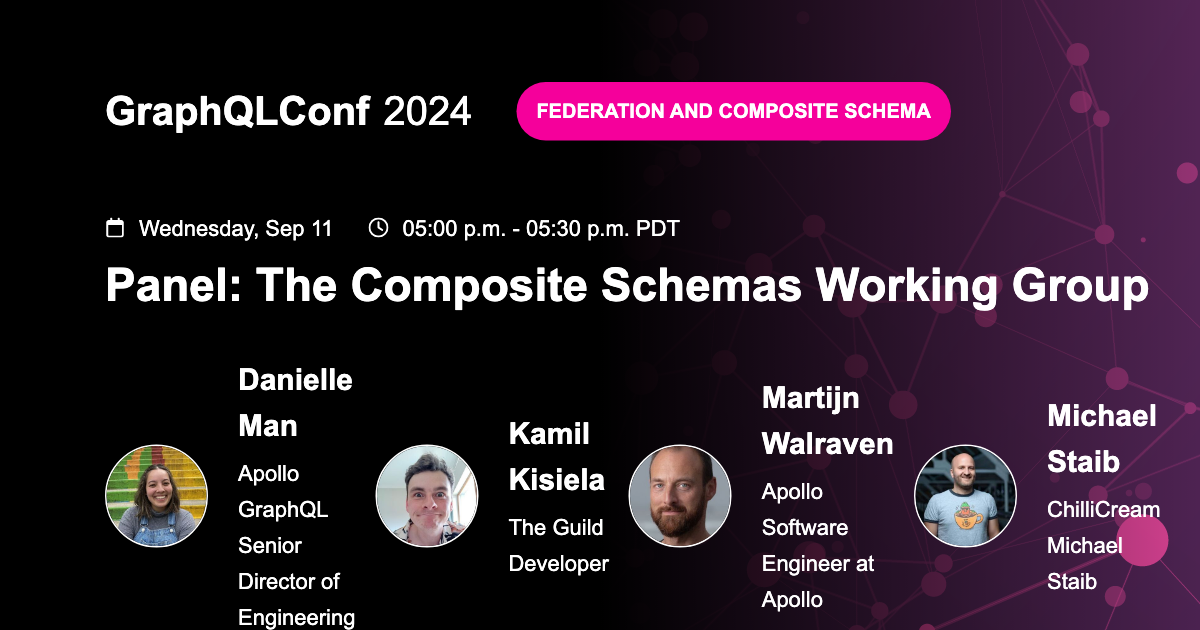 GraphQLConf 2024
FEDERATION AND COMPOSITE SCHEMA
Wednesday, Sep 11
05:00 p.m. - 05:30 p.m. PDT
Panel: The Composite Schemas Working Group
Danielle
Man
Apollo
GraphQL
Senior
Director of
Engineering
Kamil
Kisiela
The Guild
Developer
Martijn
Walraven
Apollo
Software
Engineer at
Apollo
Michael
Staib
ChilliCream
Michael
Staib